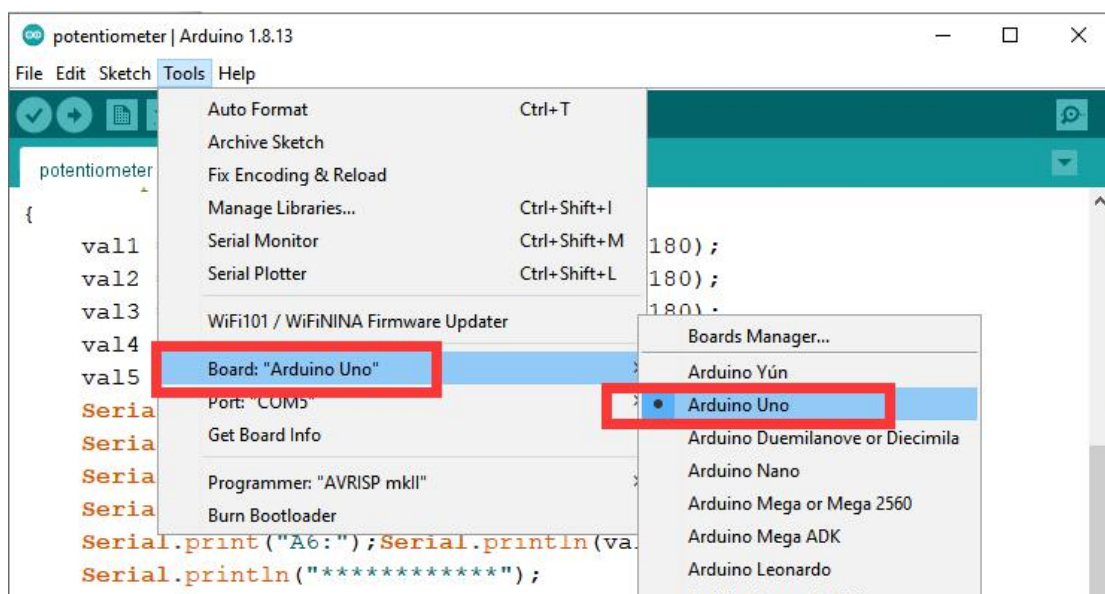 potentiometer | Arduino 1.8.13
File Edit Sketch Tools Help
potentiometer
Auto Format Ctrl+T
Archive Sketch
Fix Encoding & Reload
Manage Libraries... Ctrl+Shift+I
Serial Monitor Ctrl+Shift+M
Serial Plotter Ctrl+Shift+L
WiFi101 / WiFiNINA Firmware Updater
Board: "Arduino Uno"
Port: "COM5"
Get Board Info
Programmer: "AVRISP mkII"
Burn Bootloader
Boards Manager...
Arduino Yún
Arduino Uno
Arduino Duemilanove or Diecimila
Arduino Nano
Arduino Mega or Mega 2560
Arduino Mega ADK
Arduino Leonardo
{
val1 180);
val2 180);
val3 180);
val4
val5
Seria
Seria
Seria
Seria
Serial.print("A6:");Serial.println(va
Serial.println("************");